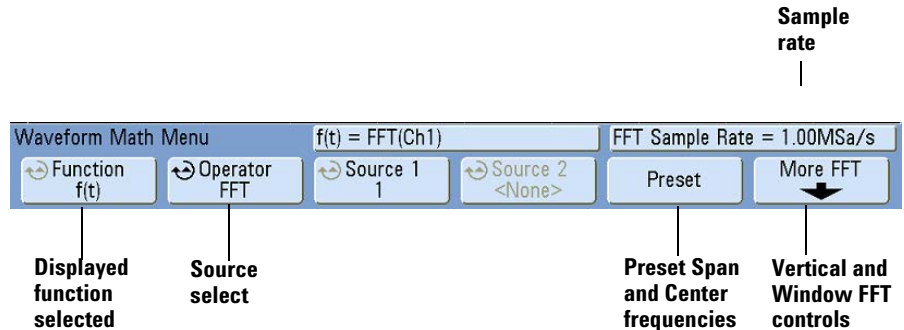 Sample
rate
Waveform Math Menu
f(t) = FFT(Ch1)
FFT Sample Rate = 1.00MSa/s
Function
f(t)
Operator
FFT
Source 1
1
Source 2
<None>
Preset
More FFT
Displayed
function
selected
Source
select
Preset Span
and Center
frequencies
Vertical and
Window FFT
controls